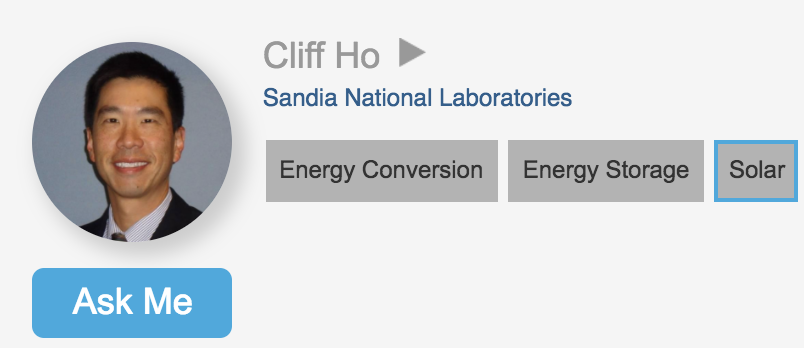 Cliff Ho
Sandia National Laboratories
Energy Conversion Energy Storage Solar
Ask Me